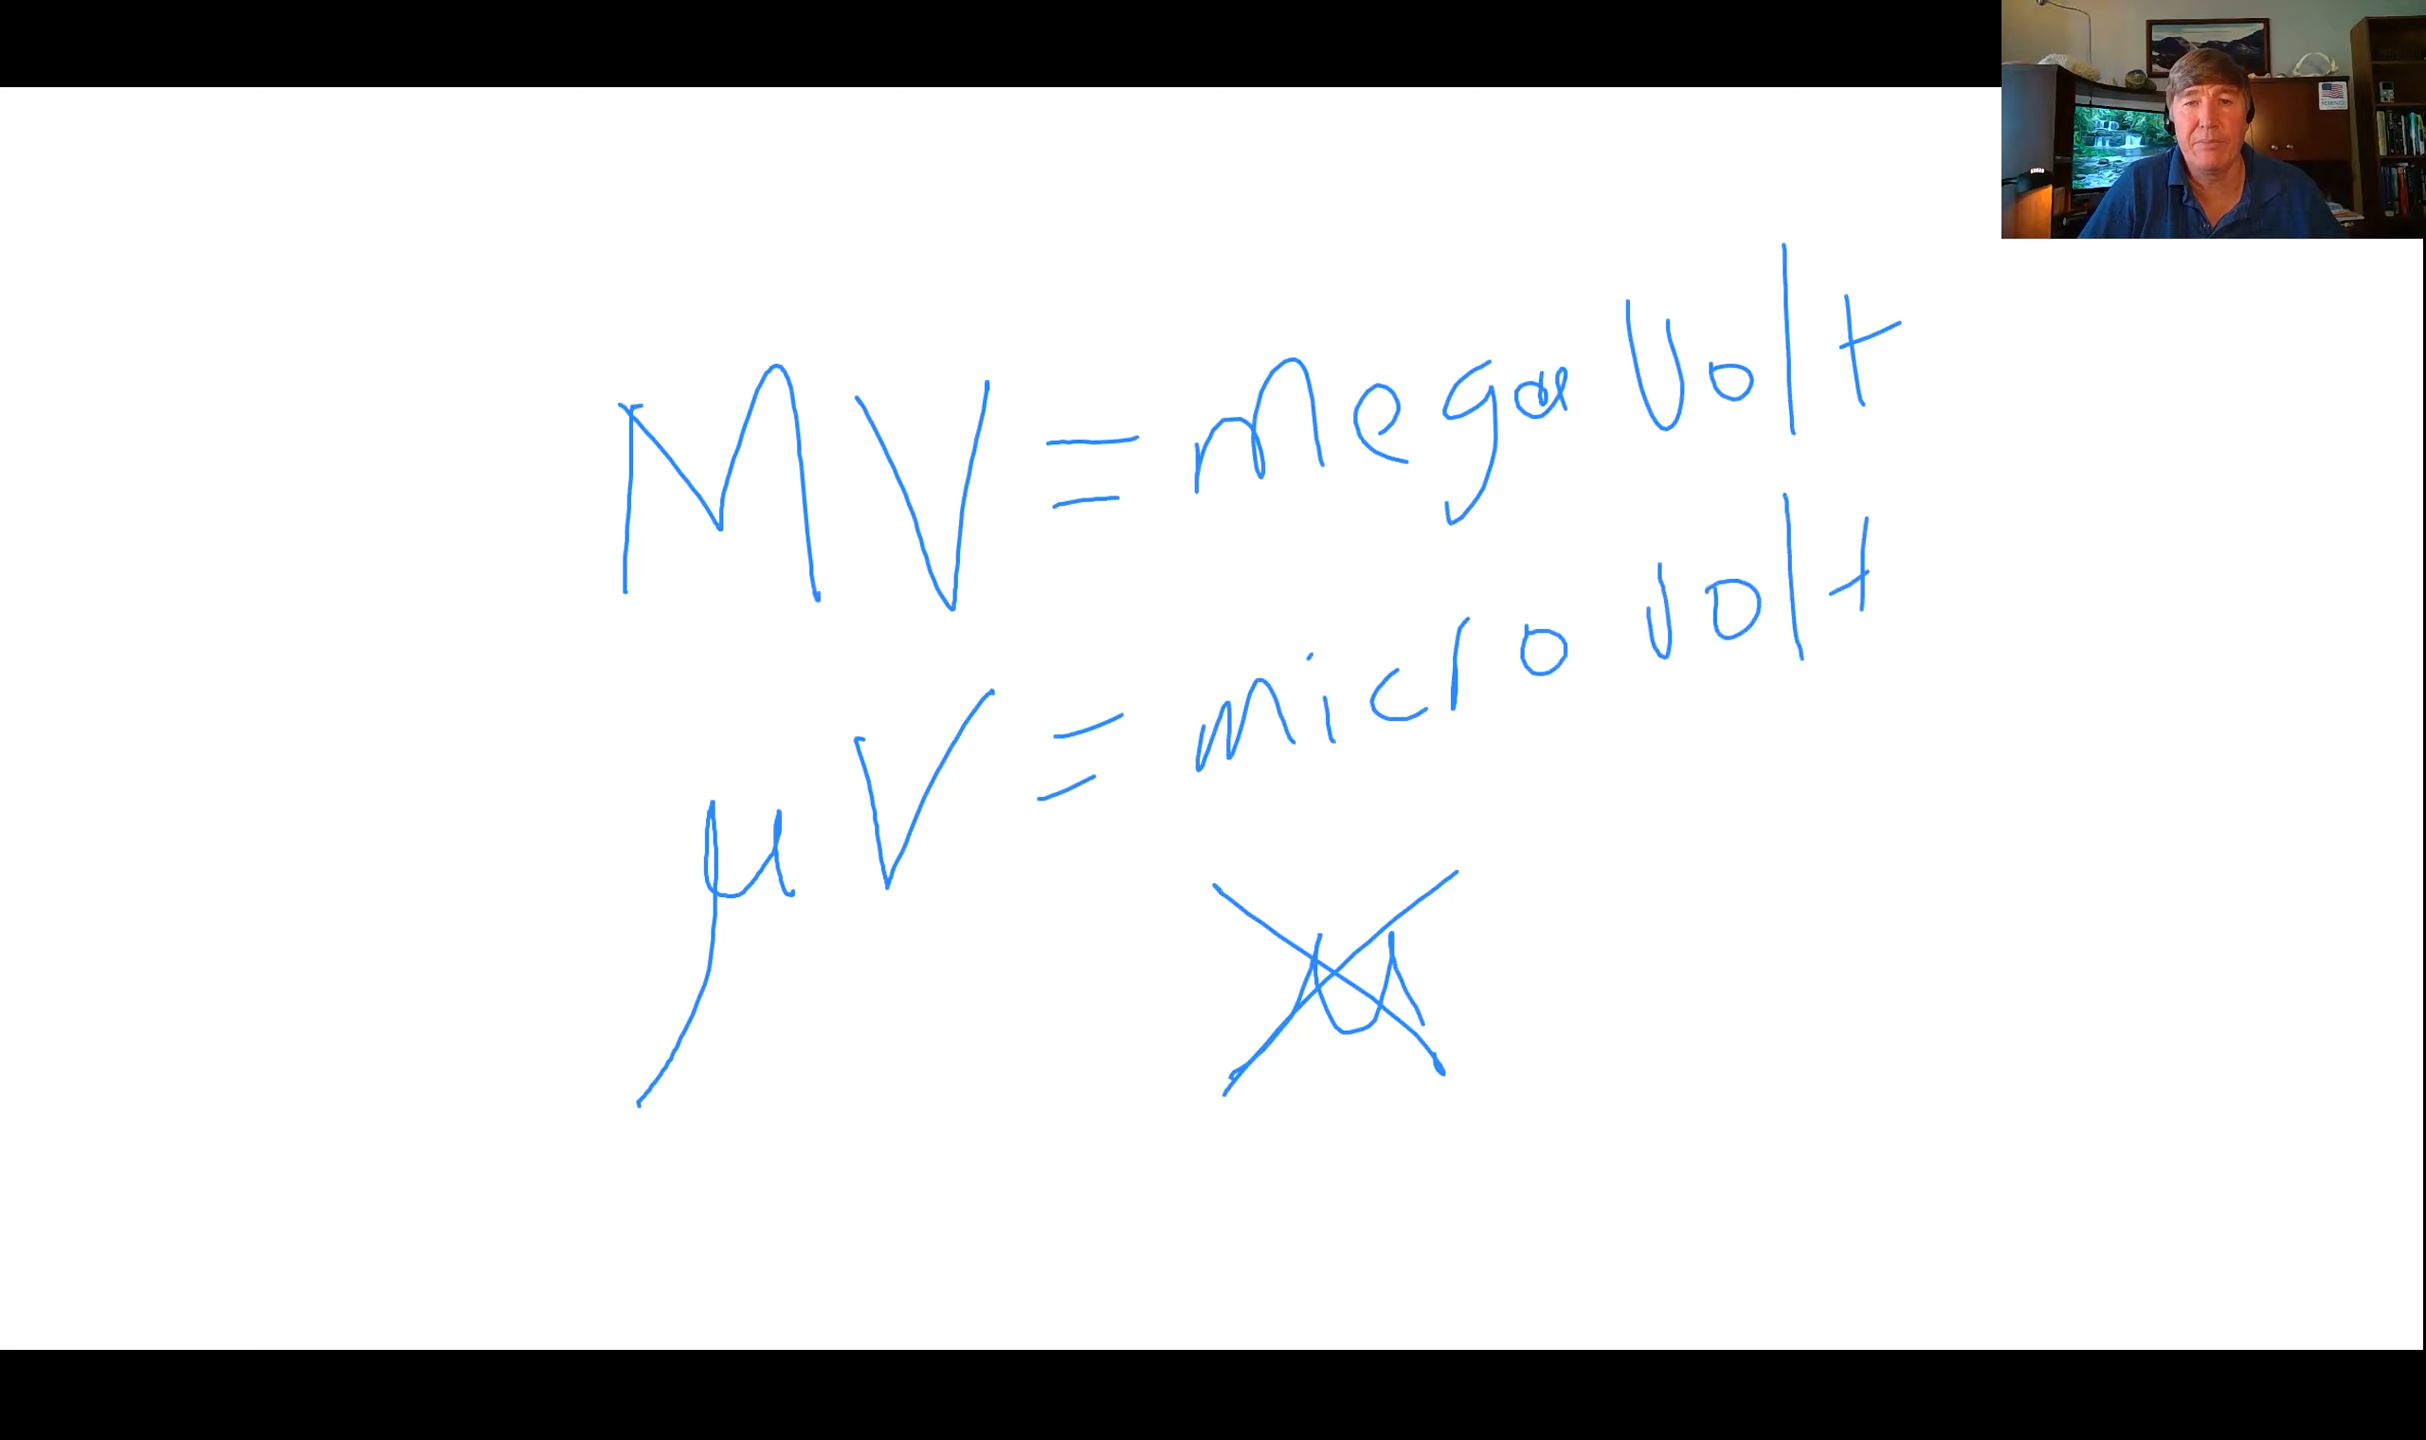 MV = mega Volt
μV = micro volt